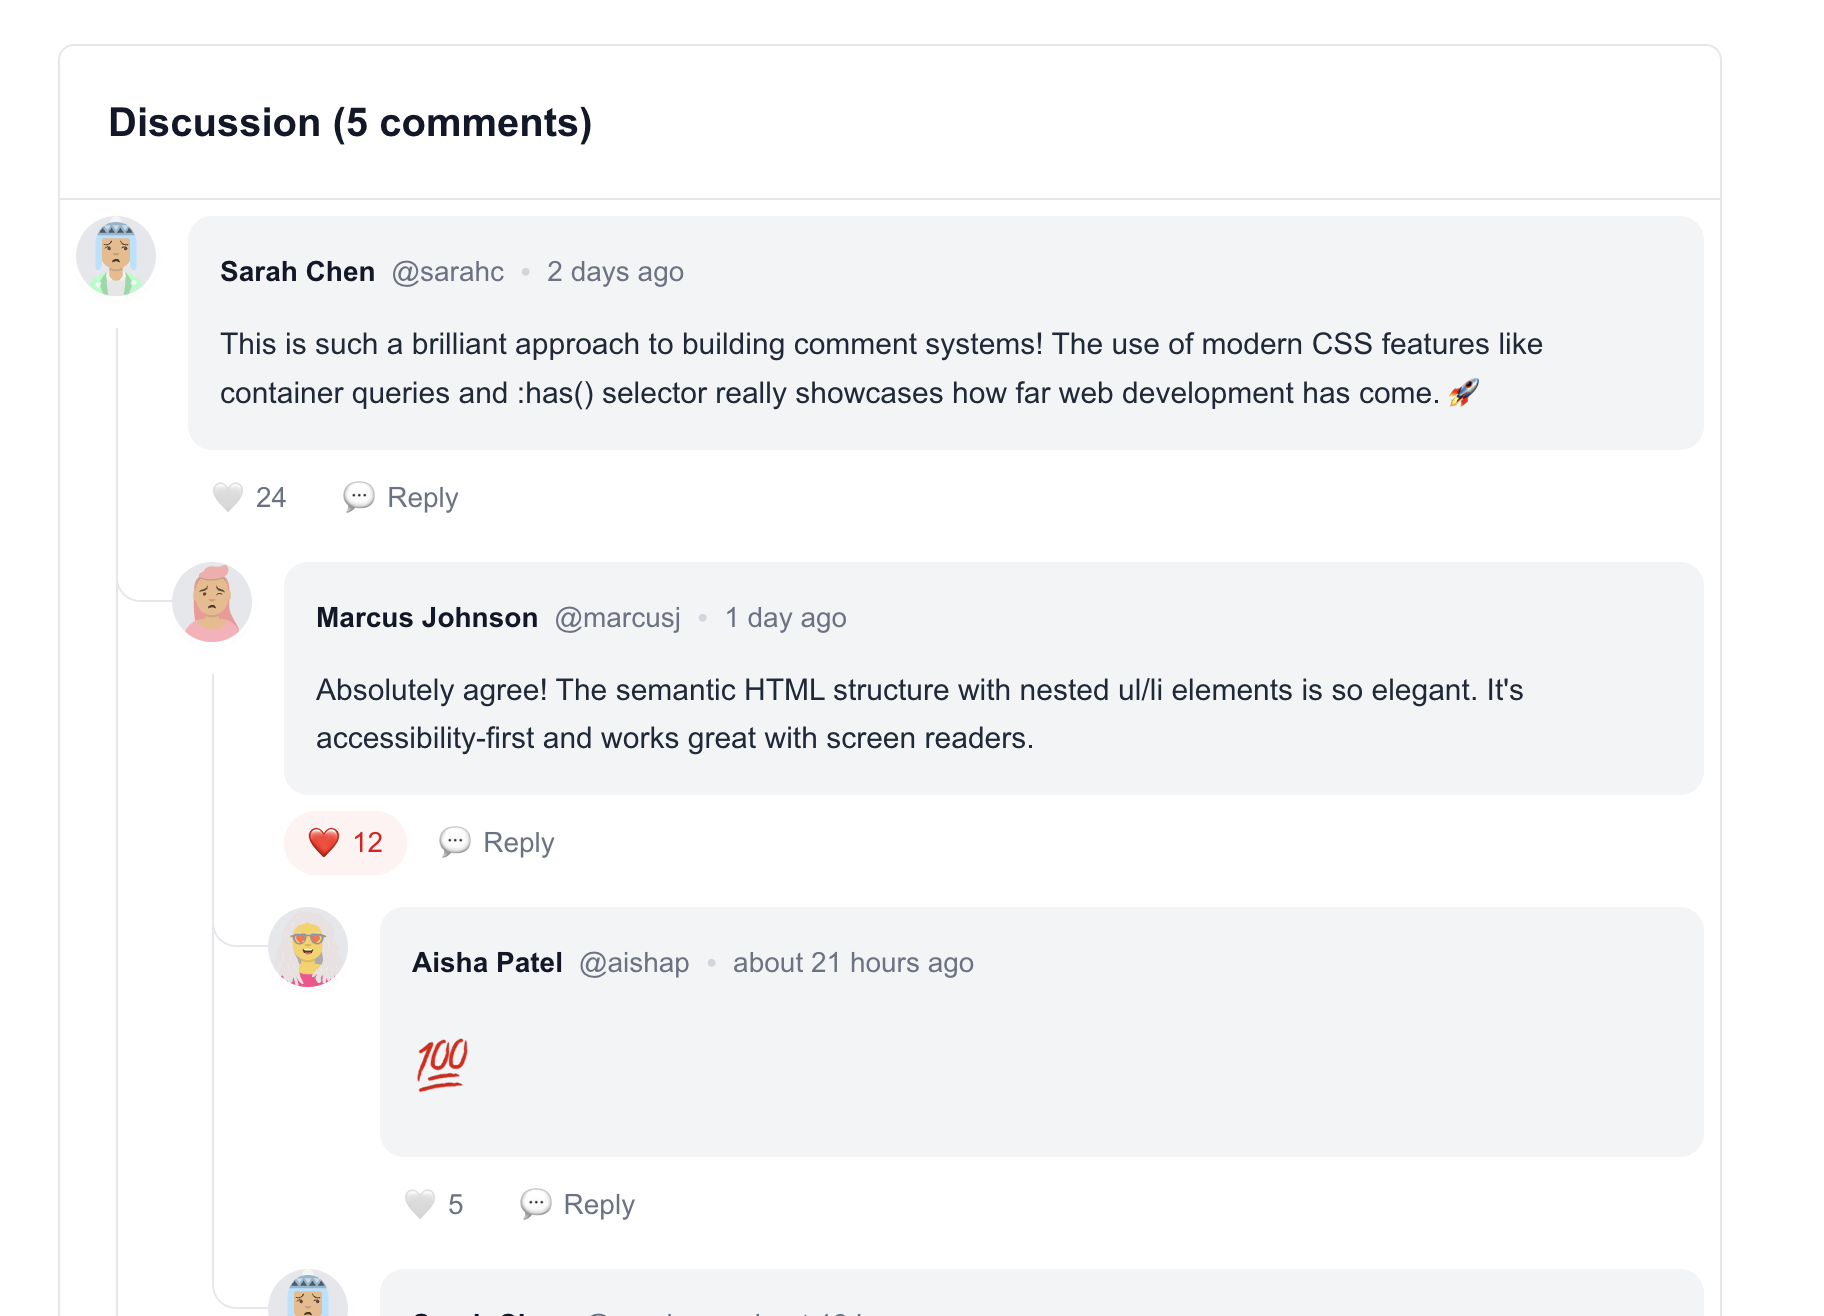 Discussion (5 comments)
Sarah Chen @sarahc • 2 days ago
This is such a brilliant approach to building comment systems! The use of modern CSS features like
container queries and :has() selector really showcases how far web development has come. 🚀
🤍 24 💬 Reply
Marcus Johnson @marcusj • 1 day ago
Absolutely agree! The semantic HTML structure with nested ul/li elements is so elegant. It's
accessibility-first and works great with screen readers.
❤️ 12 💬 Reply
Aisha Patel @aishap • about 21 hours ago
💯
🤍 5 💬 Reply